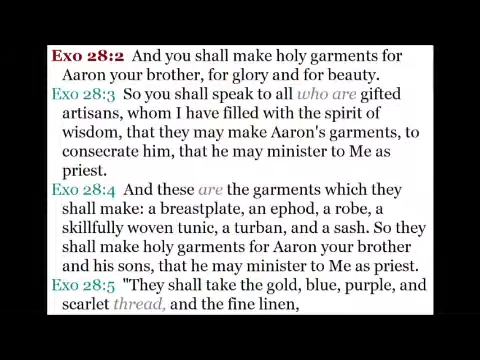 Exo 28:2 And you shall make holy garments for
Aaron your brother, for glory and for beauty.
Exo 28:3 So you shall speak to all who are gifted
artisans, whom I have filled with the spirit of
wisdom, that they may make Aaron's garments, to
consecrate him, that he may minister to Me as
priest.
Exo 28:4 And these are the garments which they
shall make: a breastplate, an ephod, a robe, a
skillfully woven tunic, a turban, and a sash. So they
shall make holy garments for Aaron your brother
and his sons, that he may minister to Me as priest.
Exo 28:5 "They shall take the gold, blue, purple, and
scarlet thread, and the fine linen,